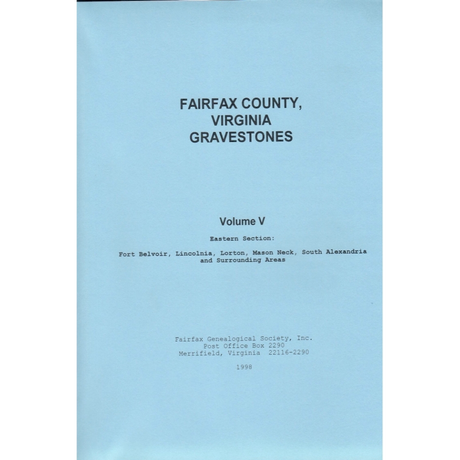 FAIRFAX COUNTY,
VIRGINIA
GRAVESTONES
Volume V
Eastern Section:
Fort Belvoir, Lincolnia, Lorton, Mason Neck, South Alexandria
and Surrounding Areas
Fairfax Genealogical Society, Inc.
Post Office Box 2290
Merrifield, Virginia 22116-2290
1998